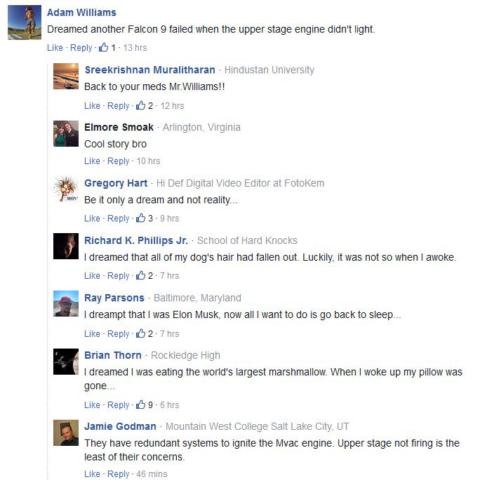 Adam Williams
Dreamed another Falcon 9 failed when the upper stage engine didn't light.
Like · Reply · 1 · 13 hrs
Sreekrishnan Muralitharan · Hindustan University
Back to your meds Mr.Williams!!
Like · Reply · 2 · 12 hrs
Elmore Smoak · Arlington, Virginia
Cool story bro
Like · Reply · 10 hrs
Gregory Hart · Hi Def Digital Video Editor at FotoKem
Be it only a dream and not reality...
Like · Reply · 3 · 9 hrs
Richard K. Phillips Jr. · School of Hard Knocks
I dreamed that all of my dog's hair had fallen out. Luckily, it was not so when I awoke.
Like · Reply · 2 · 7 hrs
Ray Parsons · Baltimore, Maryland
I dreampt that I was Elon Musk, now all I want to do is go back to sleep...
Like · Reply · 2 · 7 hrs
Brian Thorn · Rockledge High
I dreamed I was eating the world's largest marshmallow. When I woke up my pillow was
gone...
Like · Reply · 9 · 6 hrs
Jamie Godman · Mountain West College Salt Lake City, UT
They have redundant systems to ignite the Mvac engine. Upper stage not firing is the
least of their concerns.
Like · Reply · 46 mins